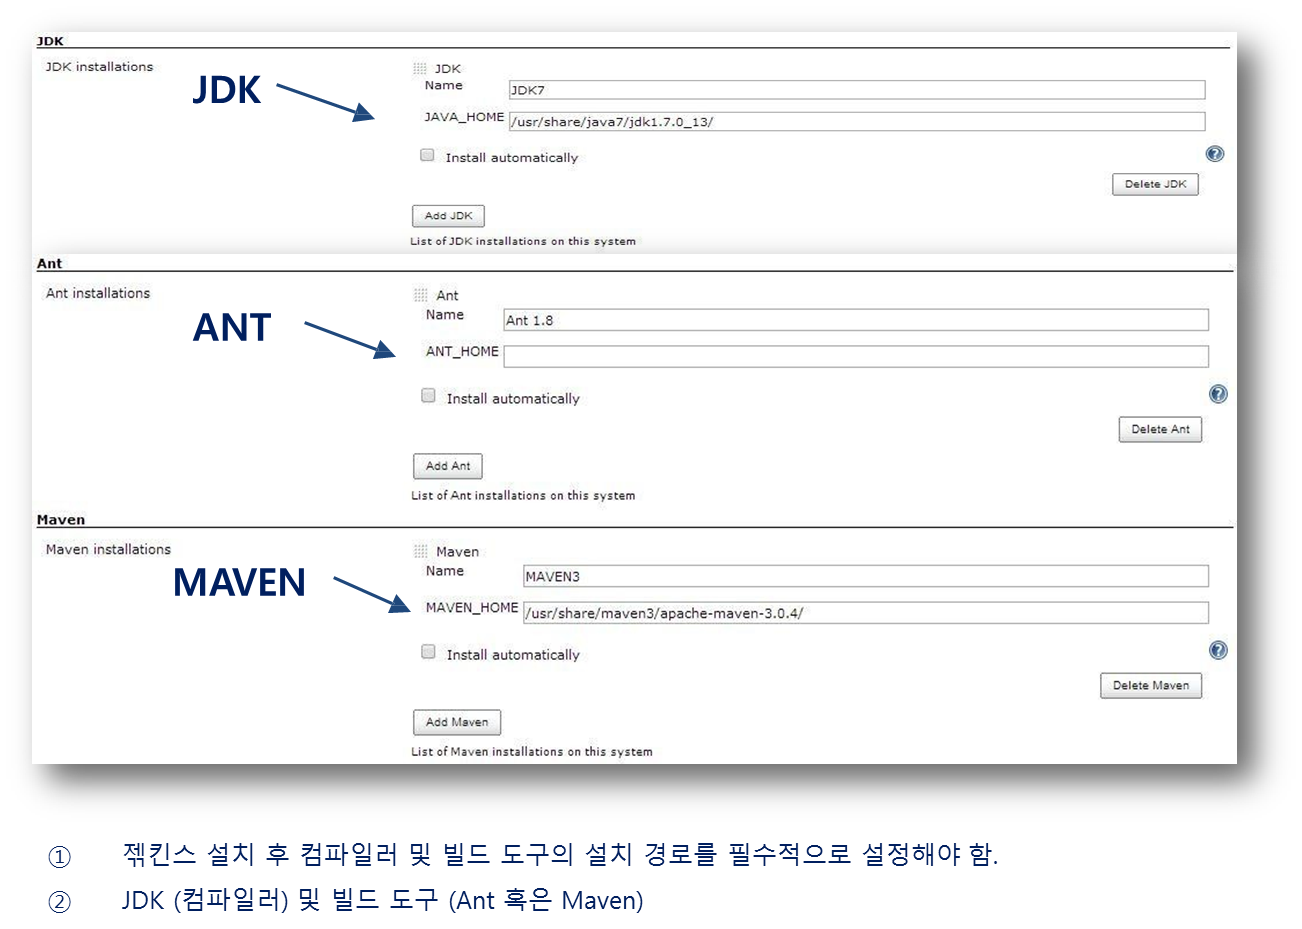 JDK
JDK installations
JDK
JDK
Name
JDK7
JAVA_HOME
/usr/share/java7/jdk1.7.0_13/
Install automatically
Delete JDK
Add JDK
List of JDK installations on this system
Ant
Ant installations
ANT
Ant
Name
Ant 1.8
ANT_HOME
Install automatically
Delete Ant
Add Ant
List of Ant installations on this system
Maven
Maven installations
MAVEN
Maven
Name
MAVEN3
MAVEN_HOME
/usr/share/maven3/apache-maven-3.0.4/
Install automatically
Delete Maven
Add Maven
List of Maven installations on this system
① 젠킨스 설치 후 컴파일러 및 빌드 도구의 설치 경로를 필수적으로 설정해야 함.
② JDK (컴파일러) 및 빌드 도구 (Ant 혹은 Maven)